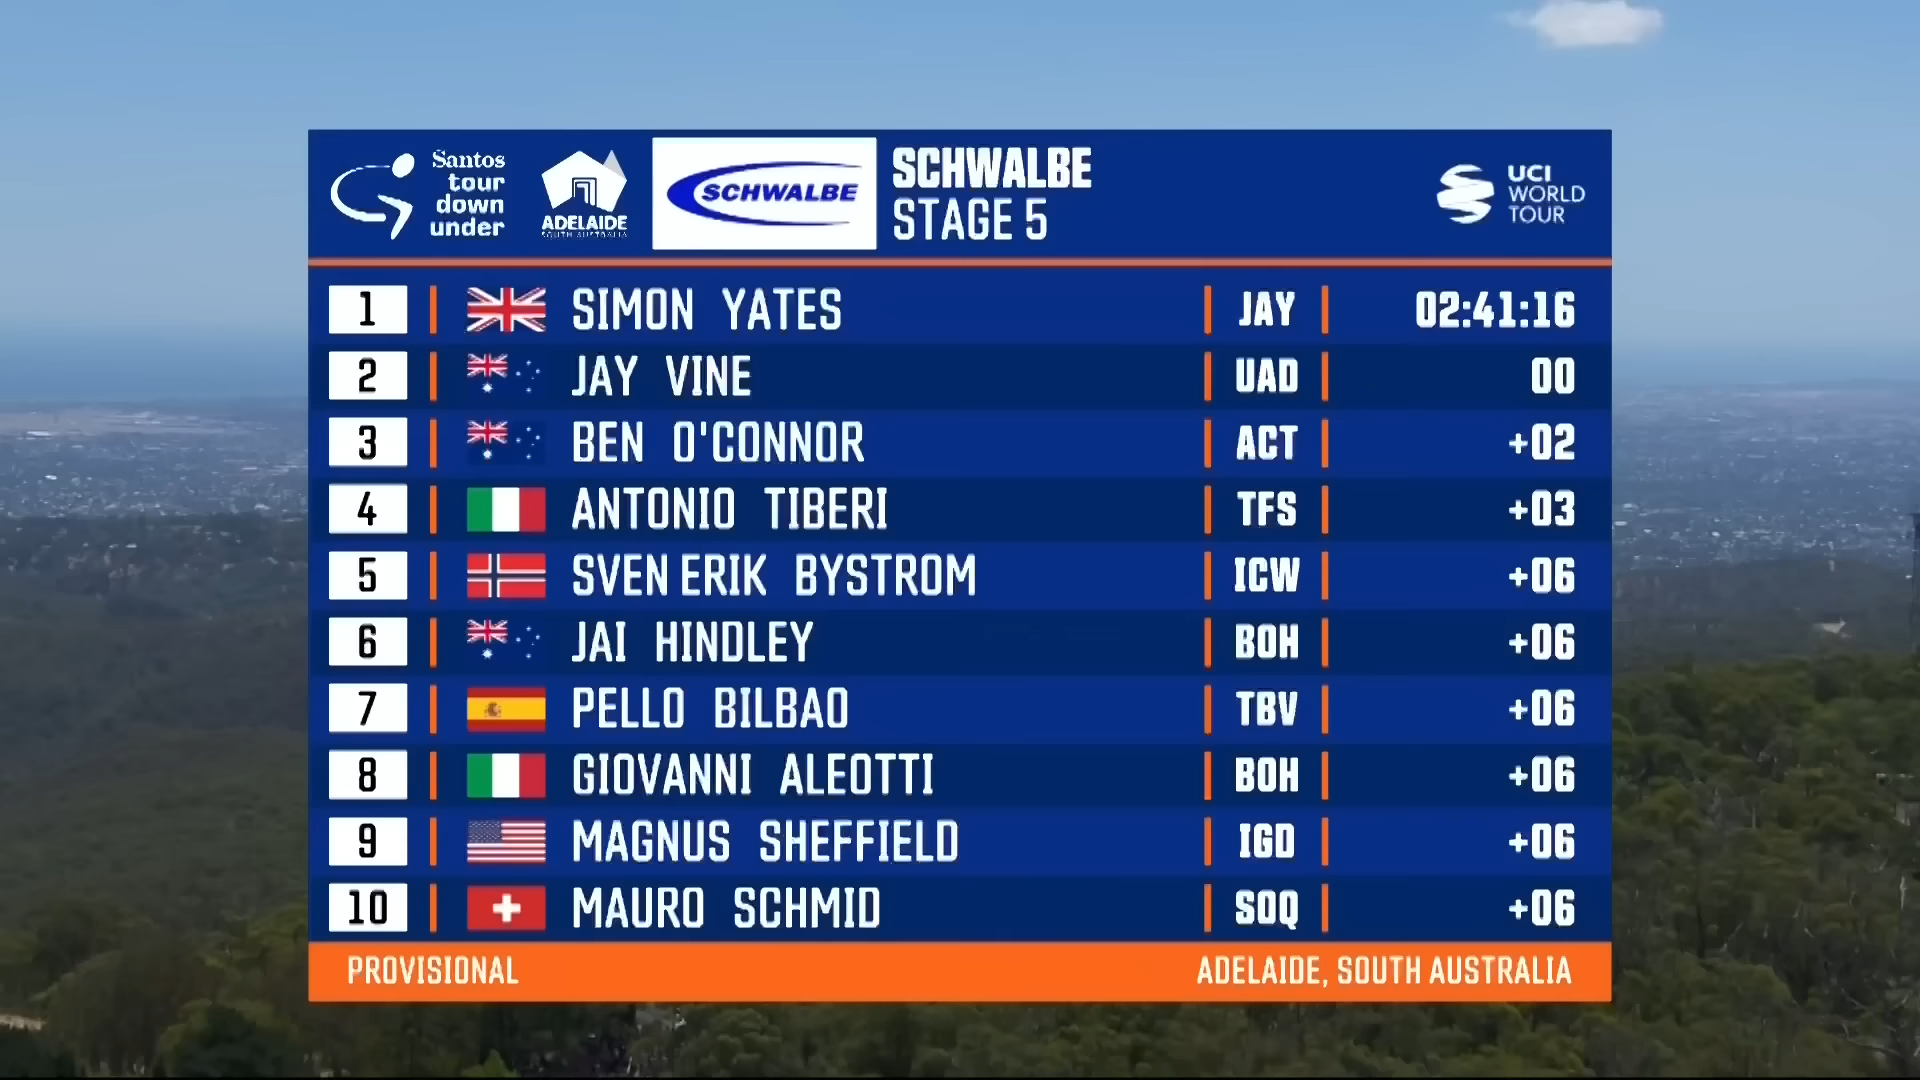 Santos
tour
down
under
ADELAIDE
SOUTH AUSTRALIA
SCHWALBE
SCHWALBE
STAGE 5
UCI
WORLD
TOUR
1 SIMON YATES JAY 02:41:16
2 JAY VINE UAD 00
3 BEN O'CONNOR ACT +02
4 ANTONIO TIBERI TFS +03
5 SVEN ERIK BYSTROM ICW +06
6 JAI HINDLEY BOH +06
7 PELLO BILBAO TBV +06
8 GIOVANNI ALEOTTI BOH +06
9 MAGNUS SHEFFIELD IGD +06
10 MAURO SCHMID SOQ +06
PROVISIONAL ADELAIDE, SOUTH AUSTRALIA